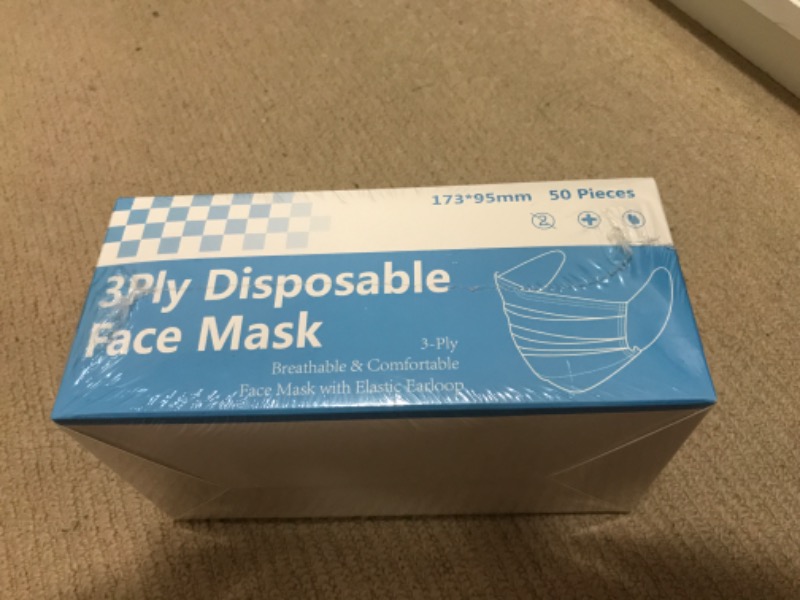 173*95mm 50 Pieces
3Ply Disposable
Face Mask
3-Ply
Breathable & Comfortable
Face Mask with Elastic Earloop